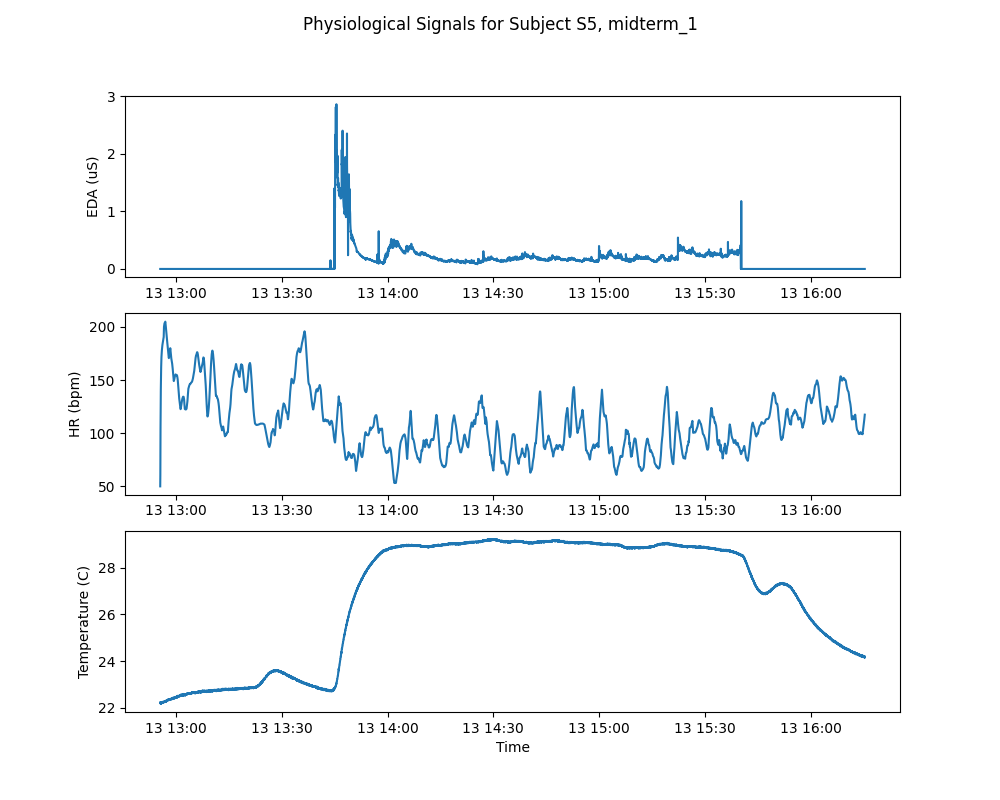 Physiological Signals for Subject S5, midterm_1
3
2
1
0
EDA (uS)
13 13:00 13 13:30 13 14:00 13 14:30 13 15:00 13 15:30 13 16:00
200
150
100
50
HR (bpm)
13 13:00 13 13:30 13 14:00 13 14:30 13 15:00 13 15:30 13 16:00
28
26
24
22
Temperature (C)
13 13:00 13 13:30 13 14:00 13 14:30 13 15:00 13 15:30 13 16:00
Time